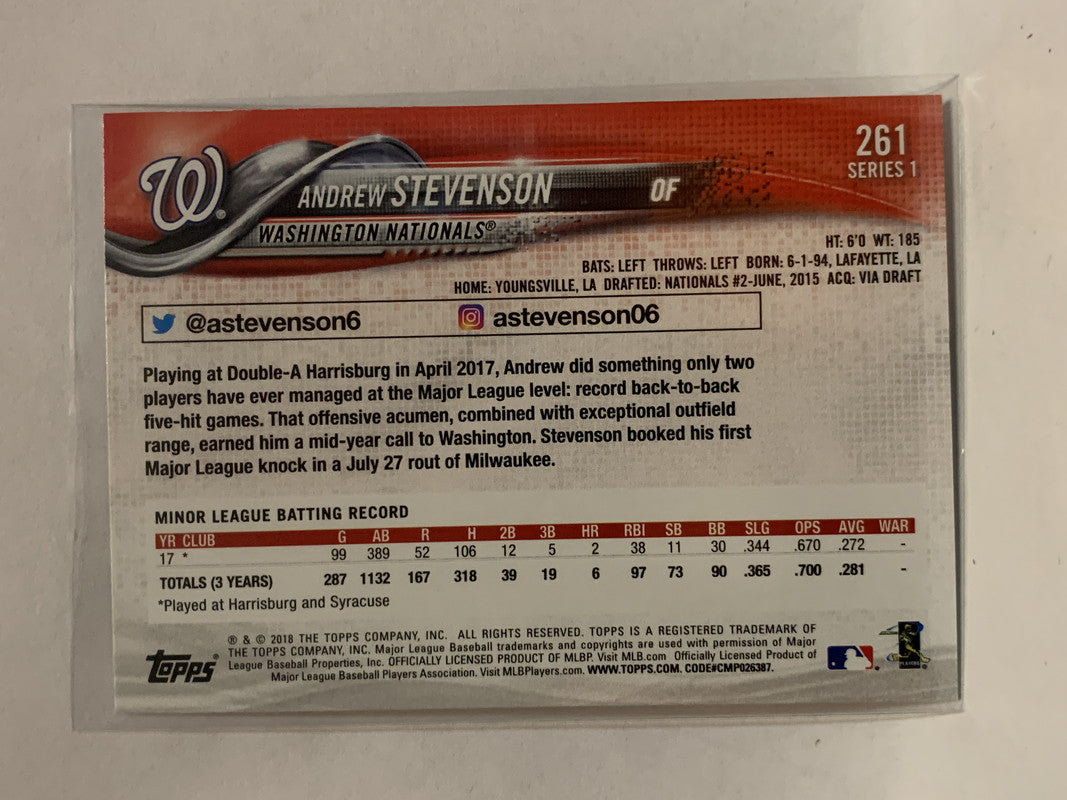 261
SERIES 1
W®
ANDREW STEVENSON OF
WASHINGTON NATIONALS®
HT: 6'0 WT: 185
BATS: LEFT THROWS: LEFT BORN: 6-1-94, LAFAYETTE, LA
HOME: YOUNGSVILLE, LA DRAFTED: NATIONALS #2-JUNE, 2015 ACQ: VIA DRAFT
@astevenson6 astevenson06
Playing at Double-A Harrisburg in April 2017, Andrew did something only two
players have ever managed at the Major League level: record back-to-back
five-hit games. That offensive acumen, combined with exceptional outfield
range, earned him a mid-year call to Washington. Stevenson booked his first
Major League knock in a July 27 rout of Milwaukee.
MINOR LEAGUE BATTING RECORD
YR CLUB G AB R H 2B 3B HR RBI SB BB SLG OPS AVG WAR
17 * 99 389 52 106 12 5 2 38 11 30 .344 .670 .272 -
TOTALS (3 YEARS) 287 1132 167 318 39 19 6 97 73 90 .365 .700 .281 -
*Played at Harrisburg and Syracuse
® & © 2018 THE TOPPS COMPANY, INC. ALL RIGHTS RESERVED. TOPPS IS A REGISTERED TRADEMARK OF
THE TOPPS COMPANY, INC. Major League Baseball trademarks and copyrights are used with permission of Major
League Baseball Properties, Inc. OFFICIALLY LICENSED PRODUCT OF MLBP. Visit MLB.com Officially Licensed Product of
Major League Baseball Players Association. Visit MLBPlayers.com. WWW.TOPPS.COM. CODE#CMP026387.
TOPPS®
PLAYERS